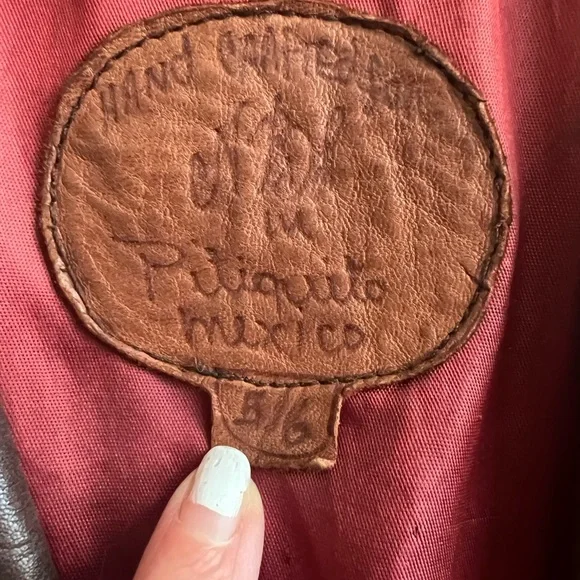 HAND CRAFTED
in
Pitiquito
mexico
5/6